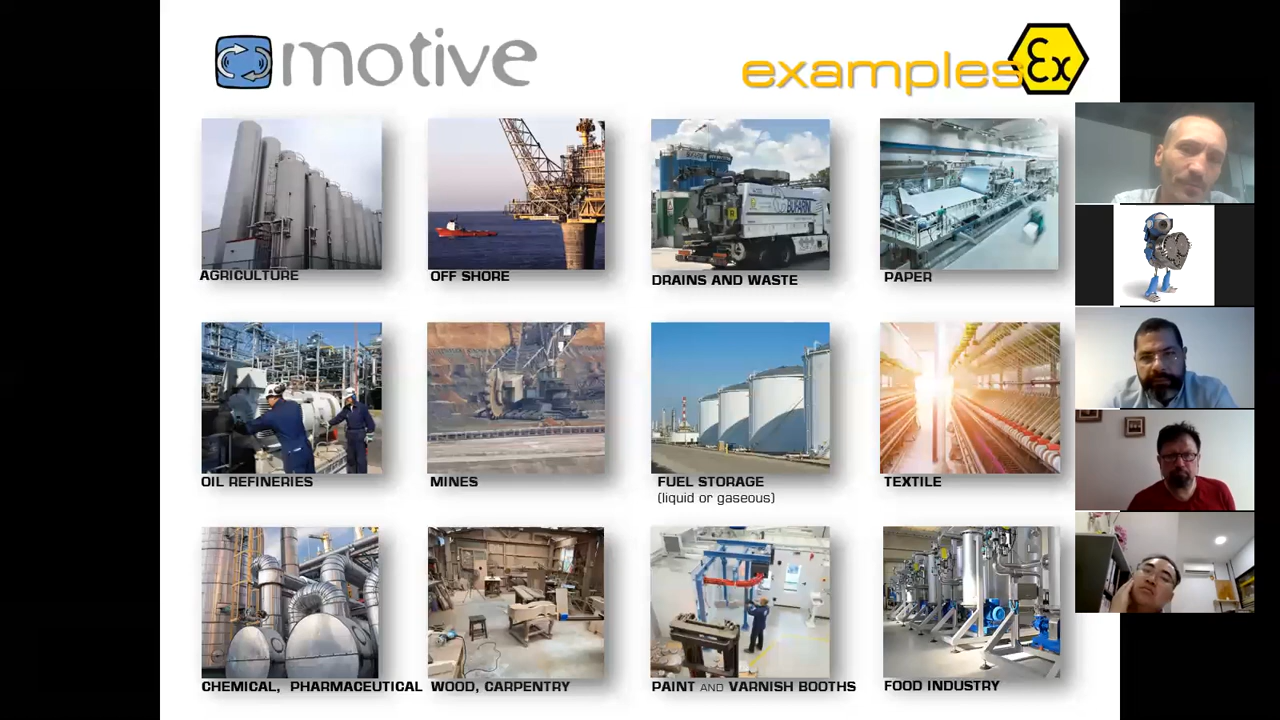 motive
examples
Ex
AGRICULTURE
OFF SHORE
DRAINS AND WASTE
PAPER
OIL REFINERIES
MINES
FUEL STORAGE
(liquid or gaseous)
TEXTILE
CHEMICAL, PHARMACEUTICAL
WOOD, CARPENTRY
PAINT AND VARNISH BOOTHS
FOOD INDUSTRY